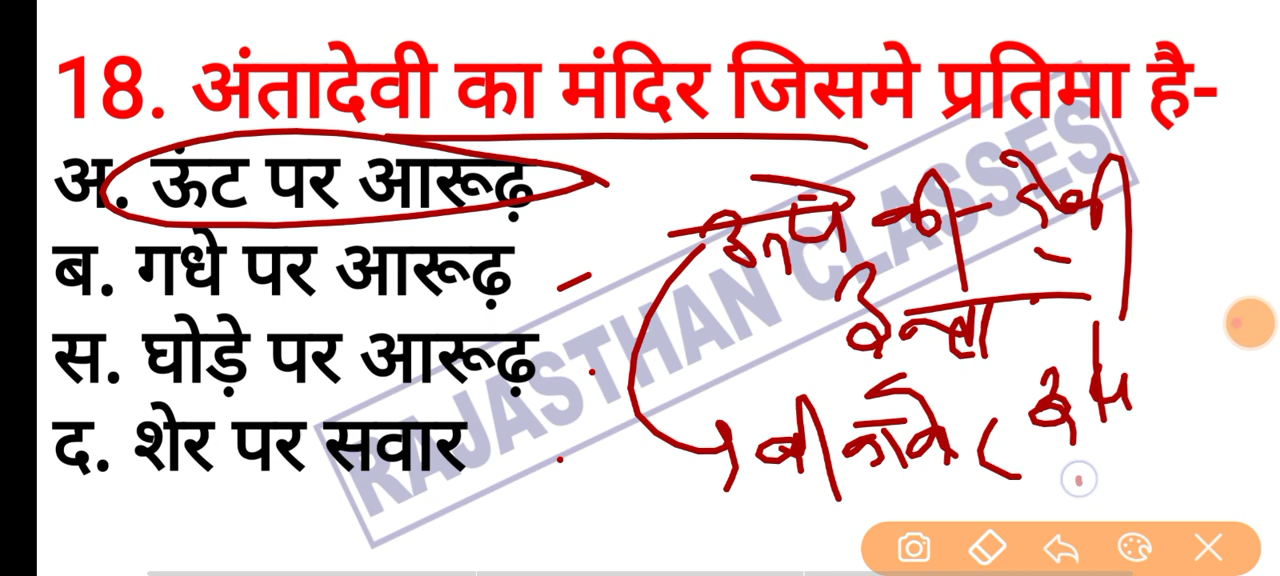 18. अंतादेवी का मंदिर जिसमे प्रतिमा है-
अ. ऊंट पर आरूढ़
ब. गधे पर आरूढ़
स. घोड़े पर आरूढ़
द. शेर पर सवार
RAJASTHAN CLASSES
की देवी
बीकानेर